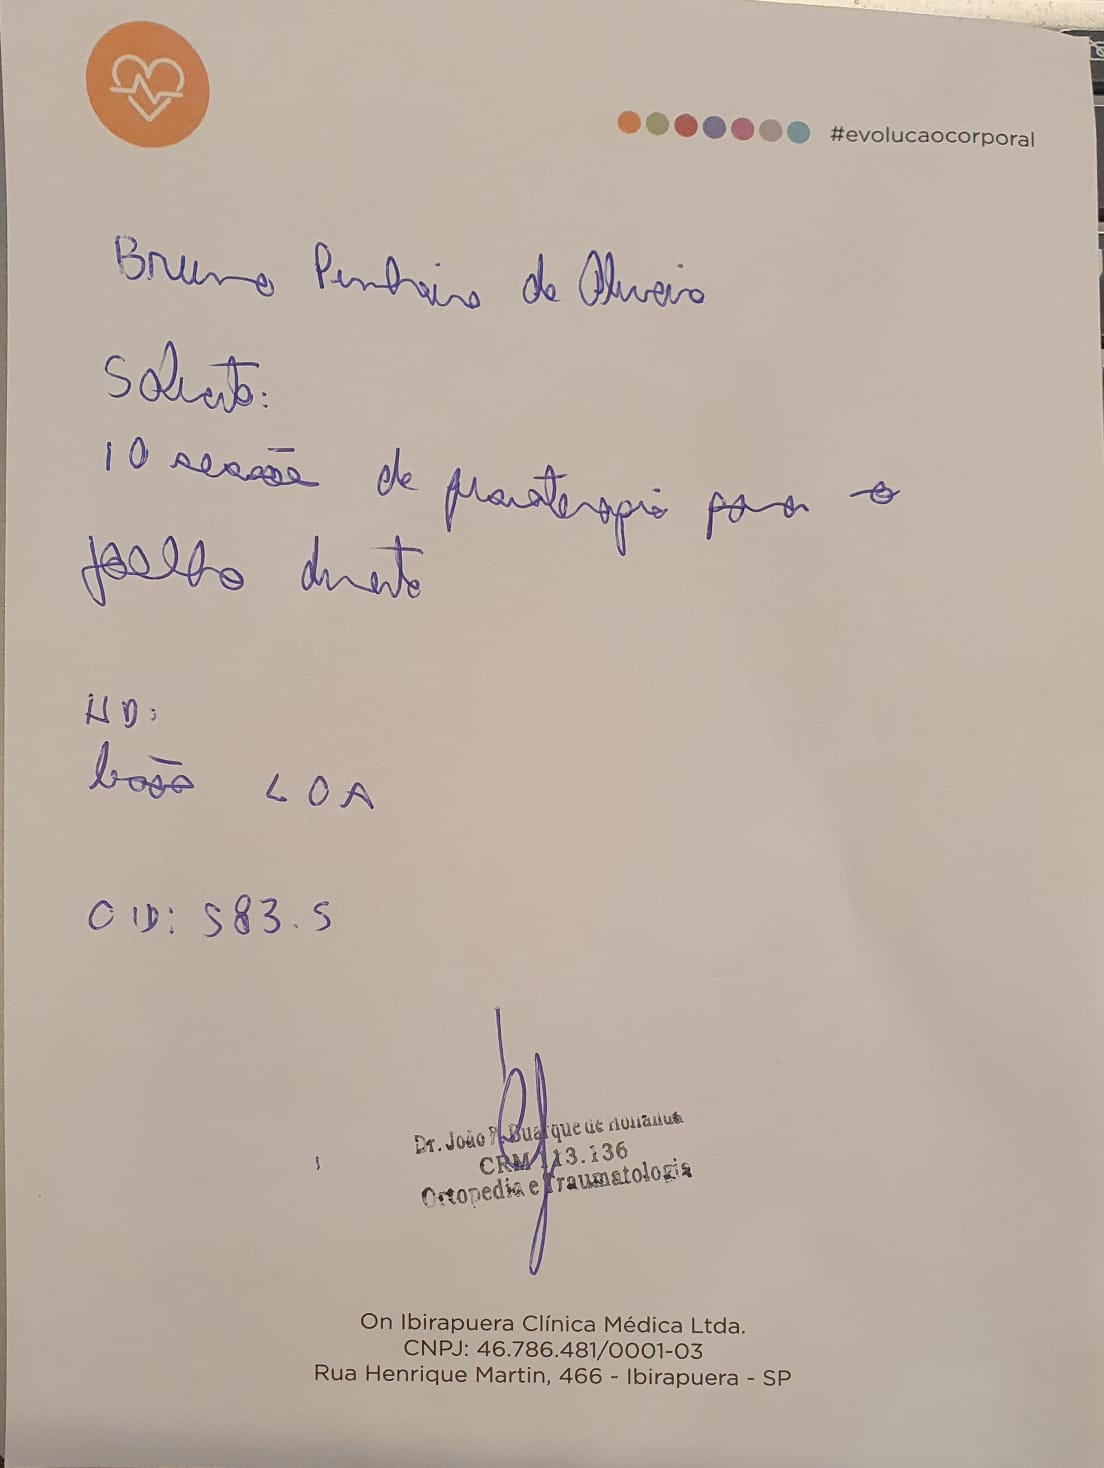 #evolucaocorporal
Bruno Pinheiro de Oliveira
Solicito:
10 sessões de fisioterapia para o
joelho direito
HD:
lesão LCA
CID: S83.5
Dr. João Buarque de Hollanda
CRM 113.136
Ortopedia e Traumatologia
On Ibirapuera Clínica Médica Ltda.
CNPJ: 46.786.481/0001-03
Rua Henrique Martin, 466 - Ibirapuera - SP